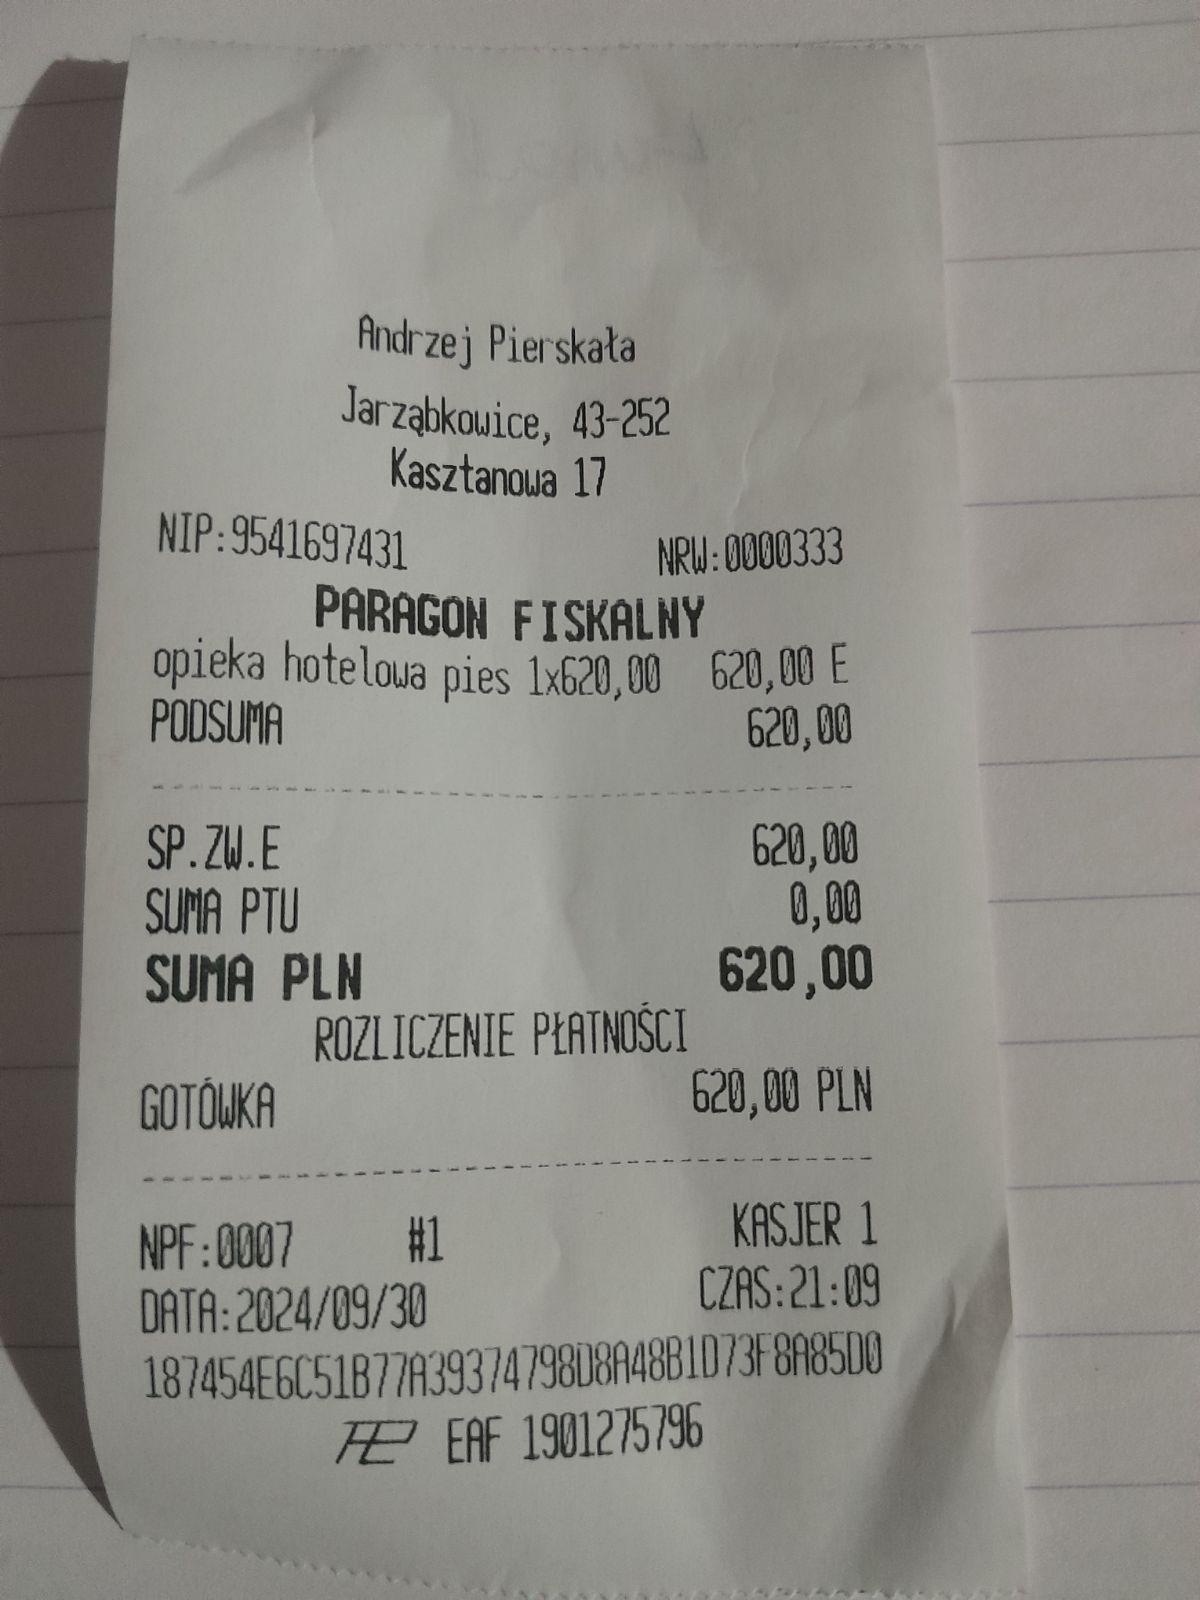 Andrzej Pierskała
Jarząbkowice, 43-252
Kasztanowa 17
NIP:9541697431 NRW:0000333
PARAGON FISKALNY
opieka hotelowa pies 1x620,00 620,00 E
PODSUMA 620,00
SP.ZW.E 620,00
SUMA PTU 0,00
SUMA PLN 620,00
ROZLICZENIE PŁATNOŚCI
GOTÓWKA 620,00 PLN
NPF:0007 #1 KASJER 1
DATA:2024/09/30 CZAS:21:09
187454E6C51B77A39374798D8A48B1D73F8A85D0
EAF 1901275796